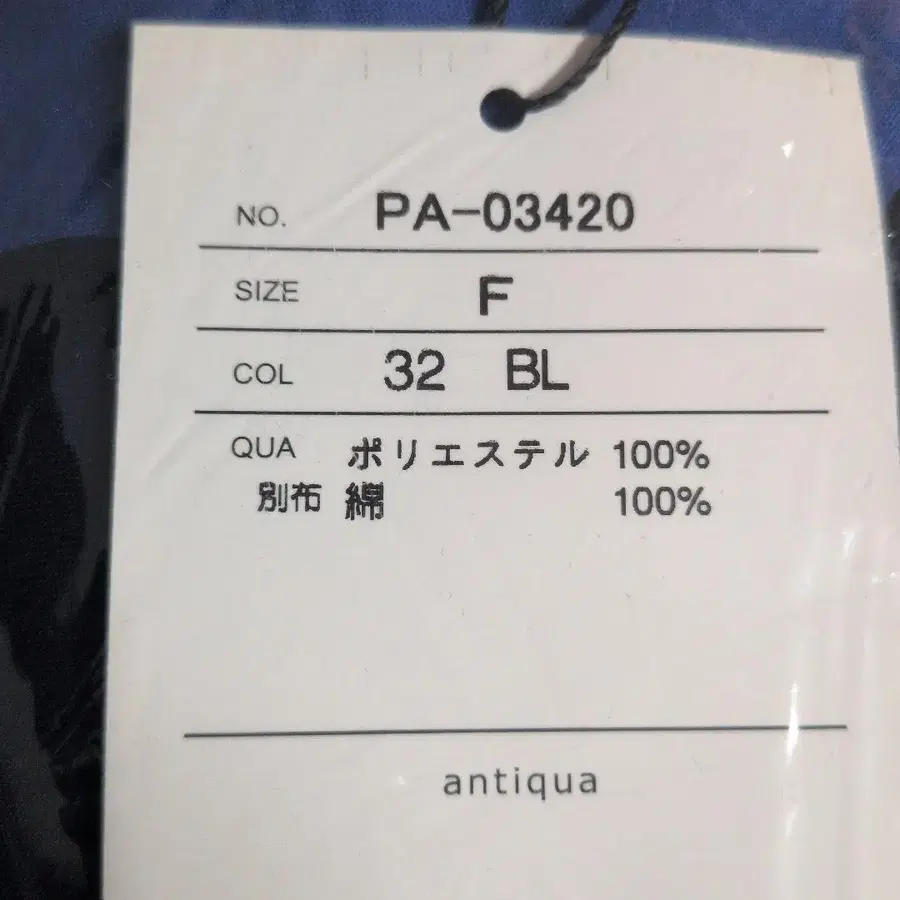 NO. PA-03420
SIZE F
COL 32 BL
QUA ポリエステル 100%
別布 綿 100%
antiqua